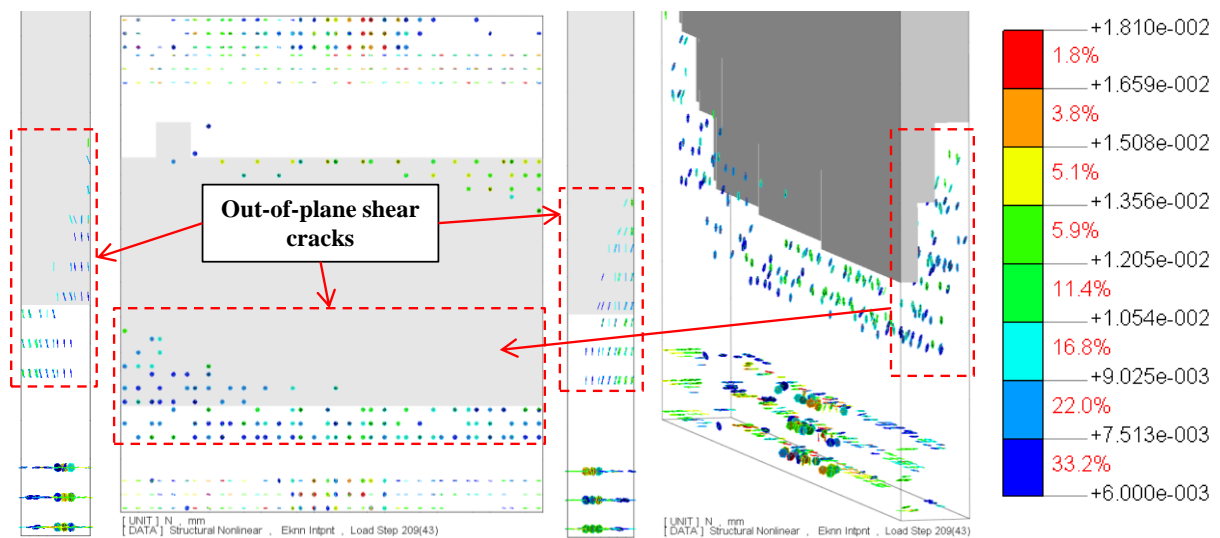 Out-of-plane shear
cracks
[ UNIT ] N , mm
[ DATA ] Structural Nonlinear , Eknn Intpnt , Load Step 209(43)
[ UNIT ] N , mm
[ DATA ] Structural Nonlinear , Eknn Intpnt , Load Step 209(43)
+1.810e-002
1.8%
+1.659e-002
3.8%
+1.508e-002
5.1%
+1.356e-002
5.9%
+1.205e-002
11.4%
+1.054e-002
16.8%
+9.025e-003
22.0%
+7.513e-003
33.2%
+6.000e-003